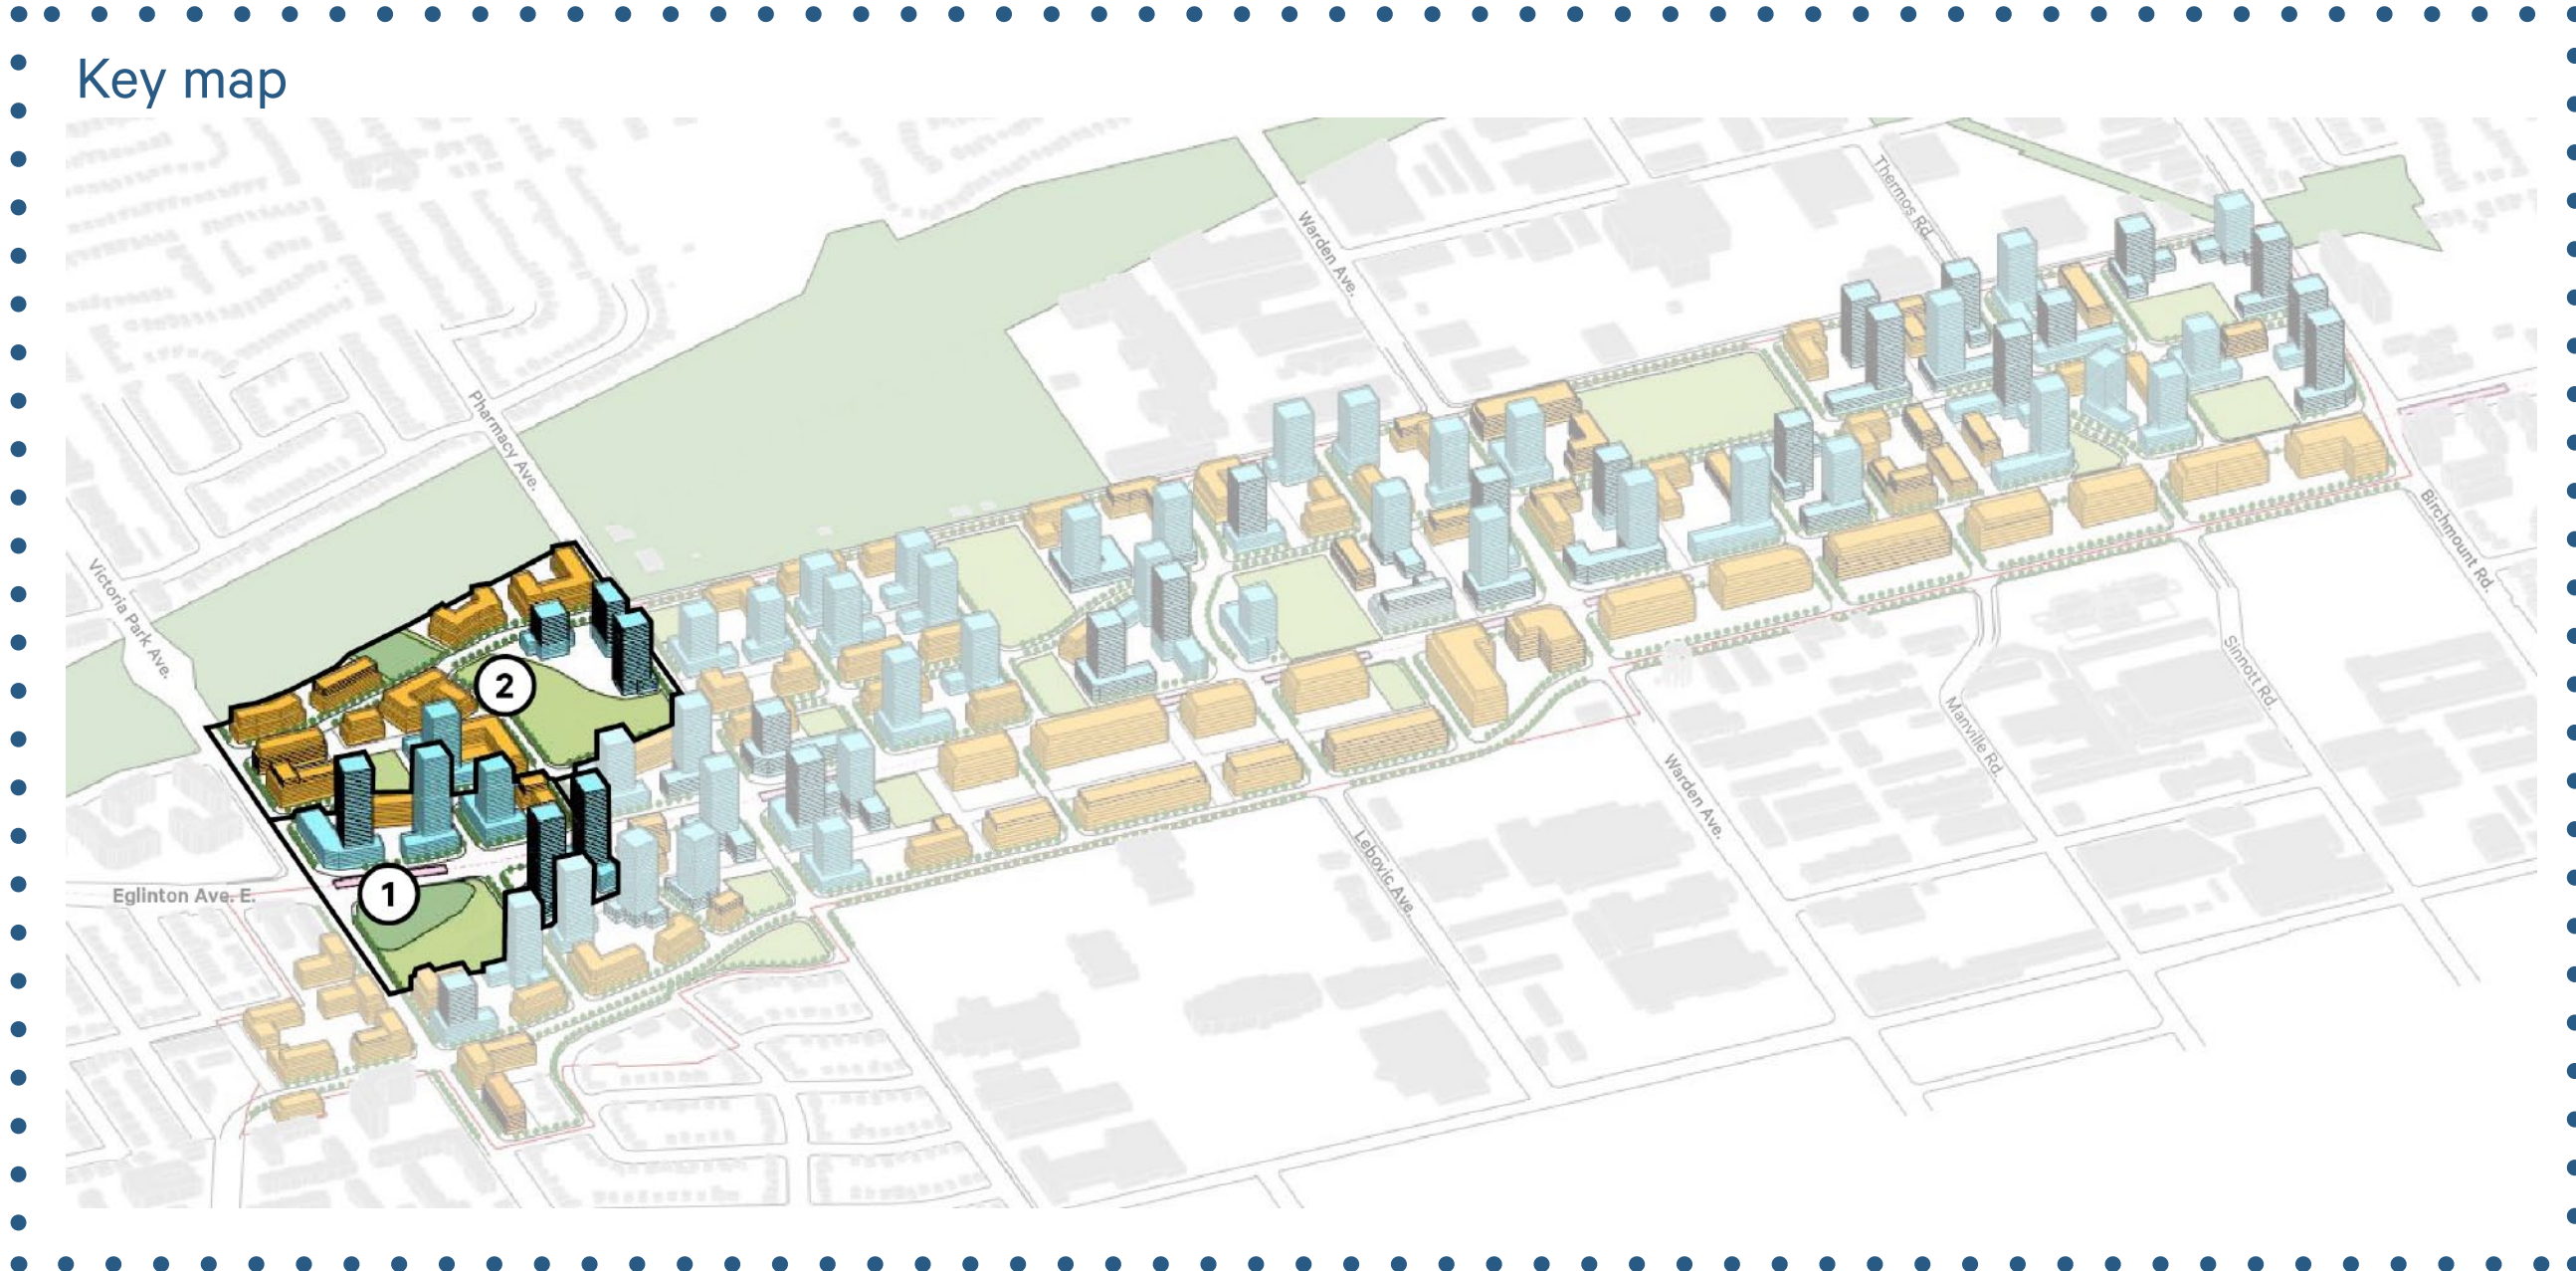 Key map
Thermos Rd.
Warden Ave.
Pharmacy Ave.
Victoria Park Ave.
Birchmount Rd.
Sinnott Rd.
2
Manville Rd.
Warden Ave.
Lebovic Ave.
1
Eglinton Ave. E.